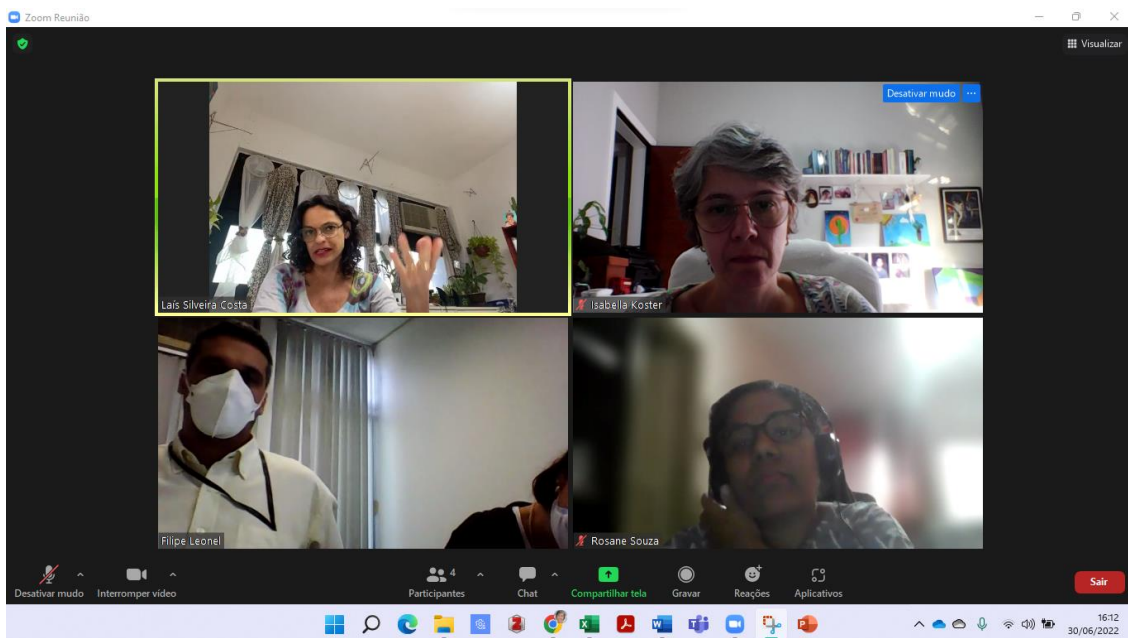 Zoom Reunião
Visualizar
Desativar mudo ...
Laís Silveira Costa
Isabella Koster
Filipe Leonel
Rosane Souza
Desativar mudo
Interromper vídeo
4
Participantes
Chat
Compartilhar tela
Gravar
Reações
Aplicativos
Sair
16:12
30/06/2022